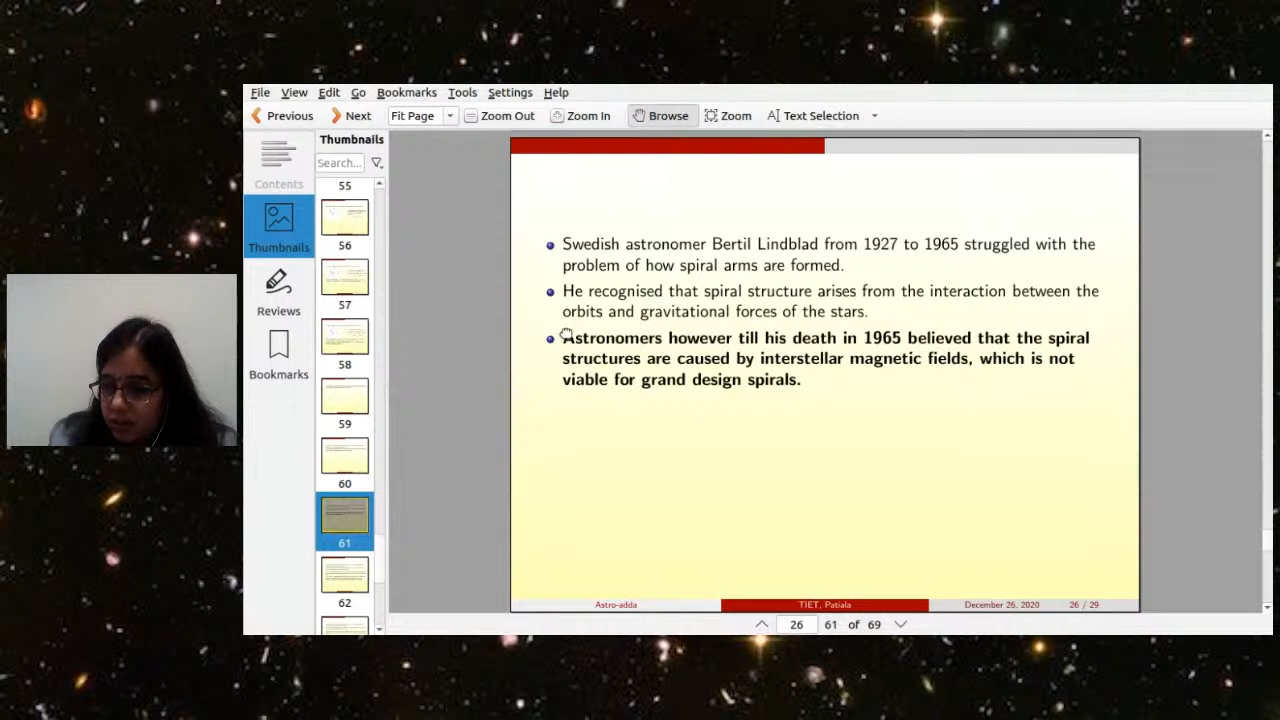 File View Edit Go Bookmarks Tools Settings Help
Previous Next Fit Page Zoom Out Zoom In Browse Zoom Text Selection
Thumbnails
Search...
Contents
Thumbnails
Reviews
Bookmarks
55
56
57
58
59
60
61
62
Swedish astronomer Bertil Lindblad from 1927 to 1965 struggled with the
problem of how spiral arms are formed.
He recognised that spiral structure arises from the interaction between the
orbits and gravitational forces of the stars.
Astronomers however till his death in 1965 believed that the spiral
structures are caused by interstellar magnetic fields, which is not
viable for grand design spirals.
Astro-adda TIET, Patiala December 26, 2020 26 / 29
26 61 of 69